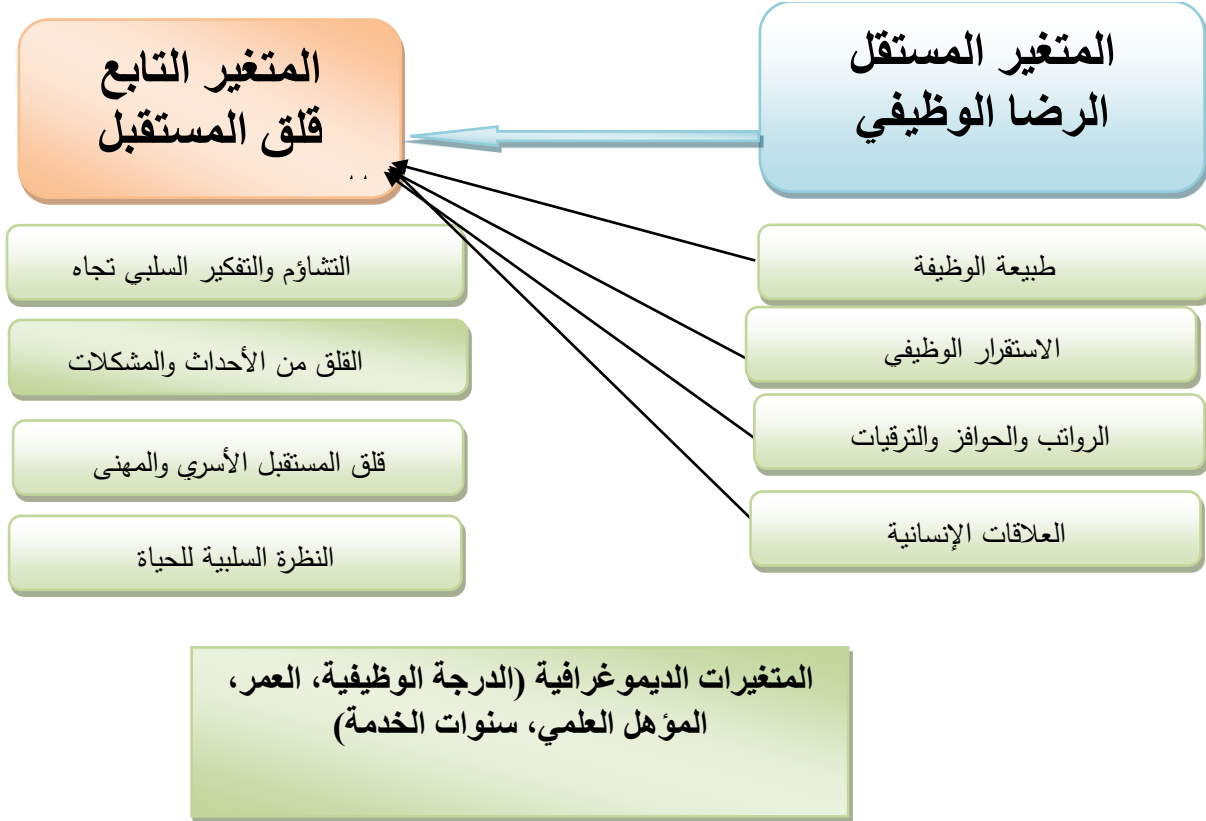 المتغير المستقل
الرضا الوظيفي
المتغير التابع
قلق المستقبل
طبيعة الوظيفة
الاستقرار الوظيفي
الرواتب والحوافز والترقيات
العلاقات الإنسانية
التشاؤم والتفكير السلبي تجاه
القلق من الأحداث والمشكلات
قلق المستقبل الأسري والمهنى
النظرة السلبية للحياة
المتغيرات الديموغرافية (الدرجة الوظيفية، العمر،
المؤهل العلمي، سنوات الخدمة)